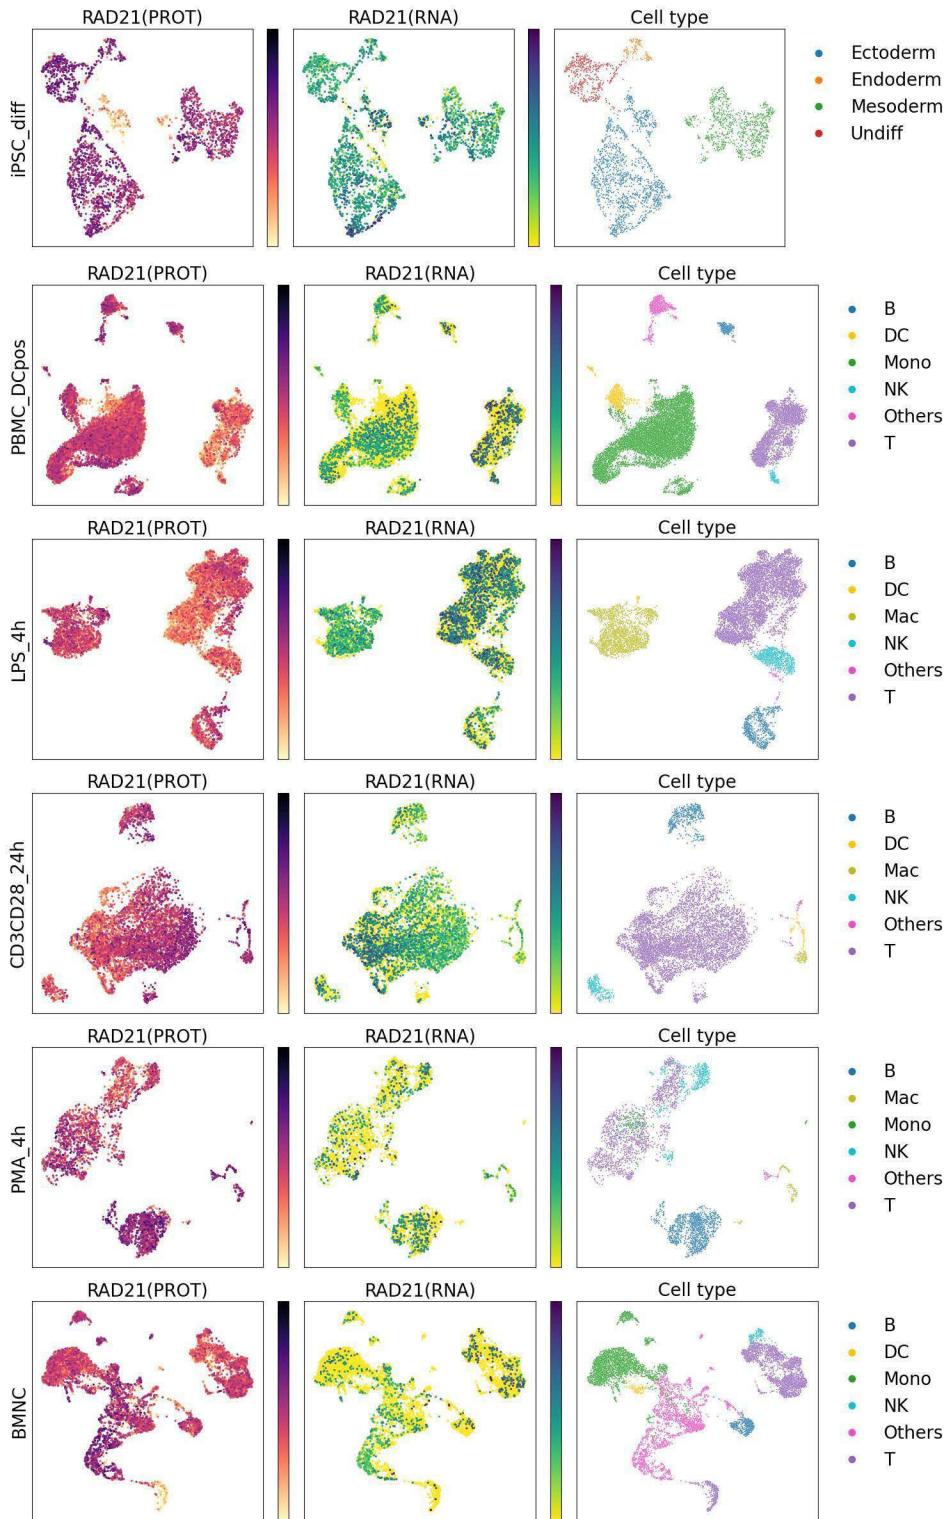 RAD21(PROT) RAD21(RNA) Cell type
iPSC_diff
Ectoderm
Endoderm
Mesoderm
Undiff
RAD21(PROT) RAD21(RNA) Cell type
PBMC_DCpos
B
DC
Mono
NK
Others
T
RAD21(PROT) RAD21(RNA) Cell type
LPS_4h
B
DC
Mac
NK
Others
T
RAD21(PROT) RAD21(RNA) Cell type
CD3CD28_24h
B
DC
Mac
NK
Others
T
RAD21(PROT) RAD21(RNA) Cell type
PMA_4h
B
Mac
Mono
NK
Others
T
RAD21(PROT) RAD21(RNA) Cell type
BMNC
B
DC
Mono
NK
Others
T